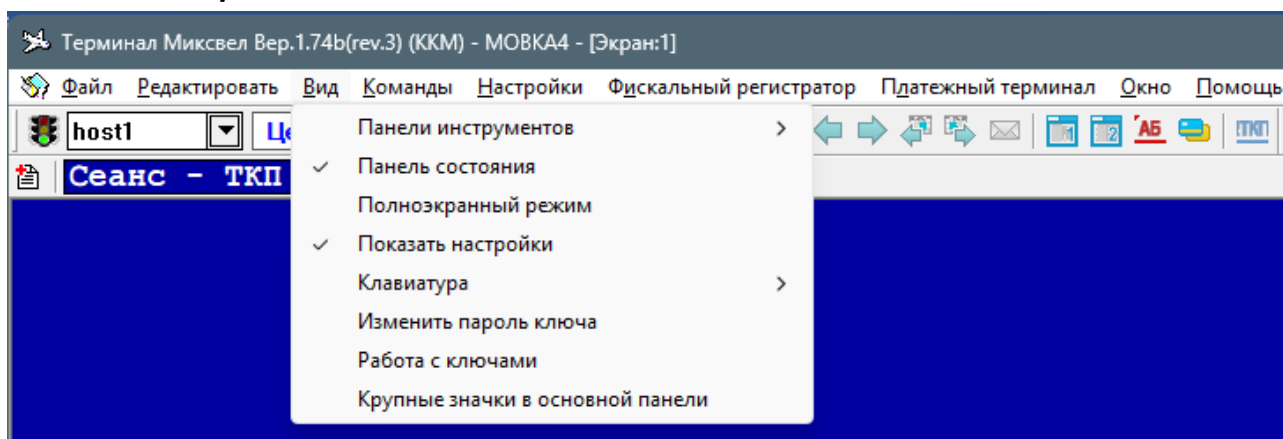 Терминал Миксвел Вер.1.74b(rev.3) (ККМ) - МОВКА4 - [Экран:1]
Файл Редактировать Вид Команды Настройки Фискальный регистратор Платежный терминал Окно Помощь
host1 1 2 АБ ТКП
Сеанс - ТКП
Панели инструментов
Панель состояния
Полноэкранный режим
Показать настройки
Клавиатура
Изменить пароль ключа
Работа с ключами
Крупные значки в основной панели